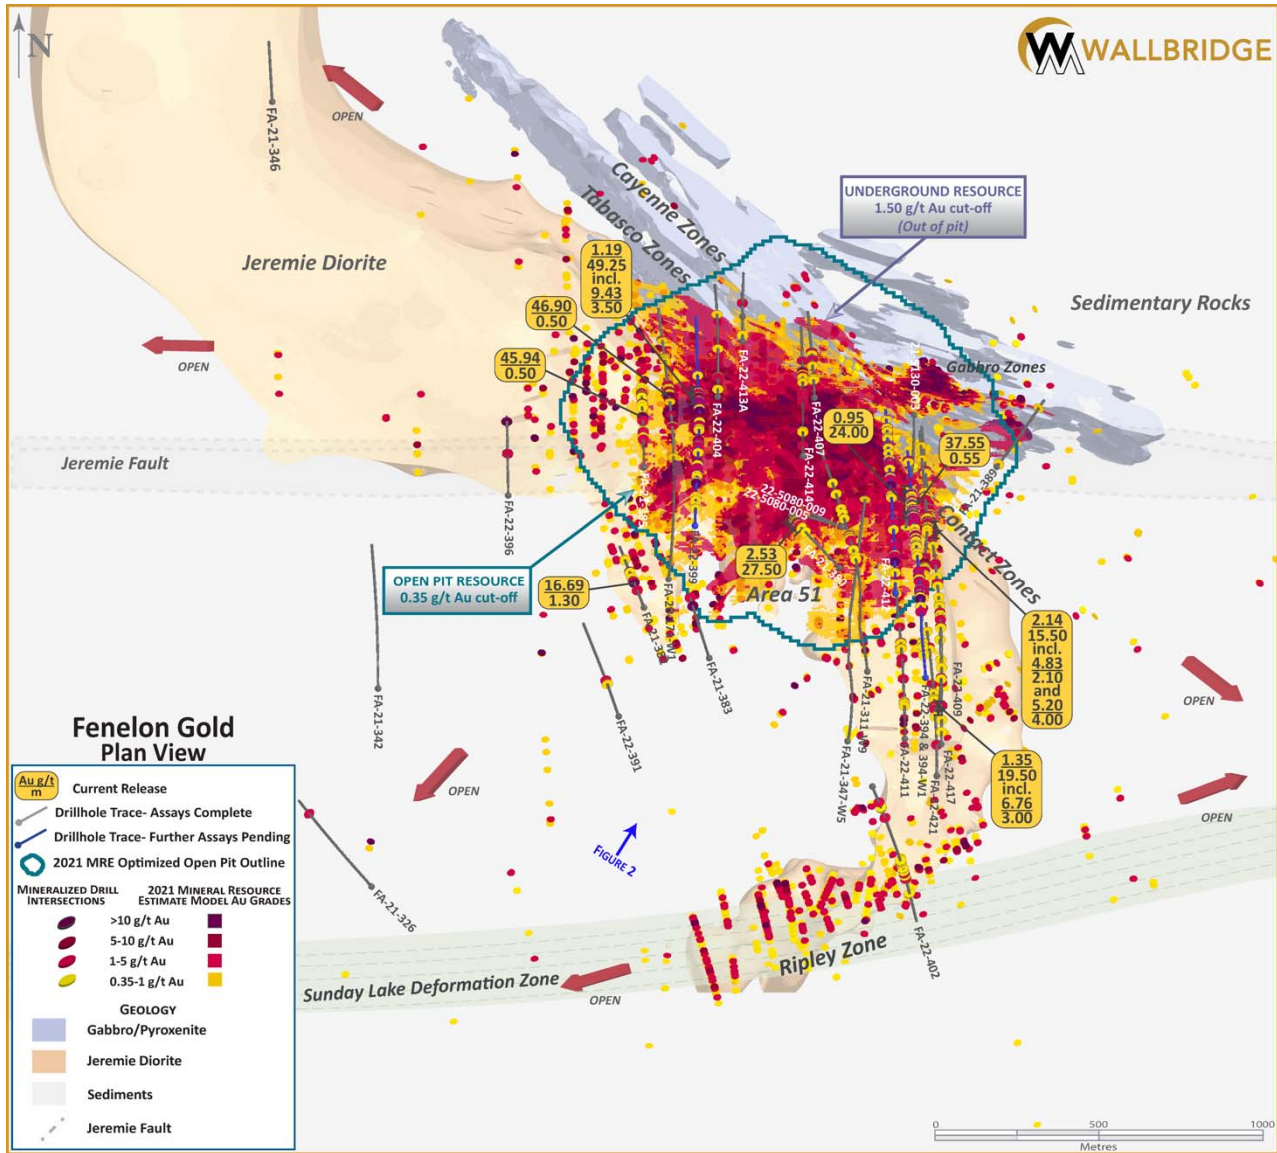 N
WALLBRIDGE
OPEN
FA-21-346
Cayenne Zones
Tabasco Zones
UNDERGROUND RESOURCE
1.50 g/t Au cut-off
(Out of pit)
Jeremie Diorite
1.19
49.25
incl.
9.43
3.50
46.90
0.50
45.94
0.50
Sedimentary Rocks
OPEN
Gabbro Zones
FA-22-413A
FA-22-404
FA-22-407
FA-22-414
0.95
24.00
37.55
0.55
FA-21-389
Jeremie Fault
FA-22-396
22-5080-009
22-5080-005
Contact Zones
OPEN PIT RESOURCE
0.35 g/t Au cut-off
16.69
1.30
2.53
27.50
Area 51
2.14
15.50
incl.
4.83
2.10
and
5.20
4.00
FA-21-383
FA-21-342
FA-22-391
FA-21-311-W9
FA-21-347-W5
FA-22-411
FA-22-394 & 394-W1
FA-22-409
FA-22-417
FA-22-421
OPEN
OPEN
OPEN
1.35
19.50
incl.
6.76
3.00
FIGURE 2
FA-21-326
FA-22-402
Ripley Zone
Sunday Lake Deformation Zone
OPEN
Fenelon Gold
Plan View
Au g/t
m
Current Release
Drillhole Trace- Assays Complete
Drillhole Trace- Further Assays Pending
2021 MRE Optimized Open Pit Outline
MINERALIZED DRILL INTERSECTIONS
2021 MINERAL RESOURCE ESTIMATE MODEL AU GRADES
>10 g/t Au
5-10 g/t Au
1-5 g/t Au
0.35-1 g/t Au
GEOLOGY
Gabbro/Pyroxenite
Jeremie Diorite
Sediments
Jeremie Fault
0 500 1000
Metres